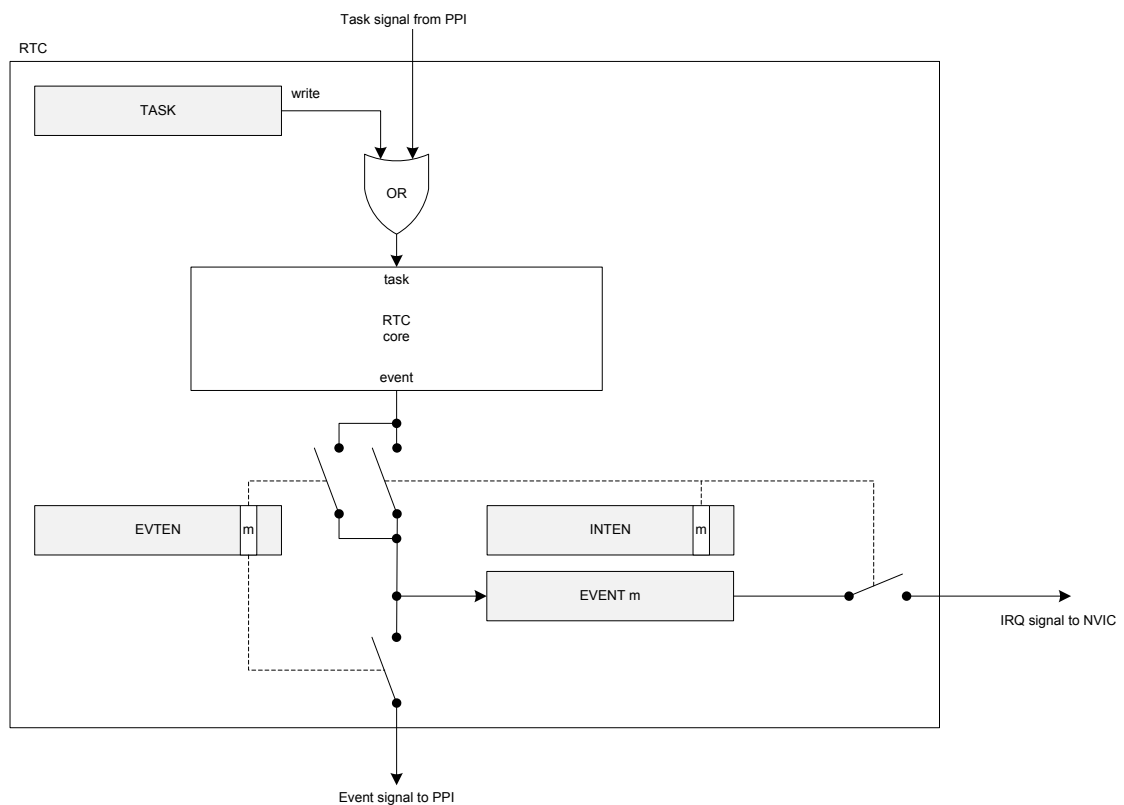 Task signal from PPI
RTC
write
TASK
OR
task
RTC
core
event
EVTEN
m
INTEN
m
EVENT m
IRQ signal to NVIC
Event signal to PPI